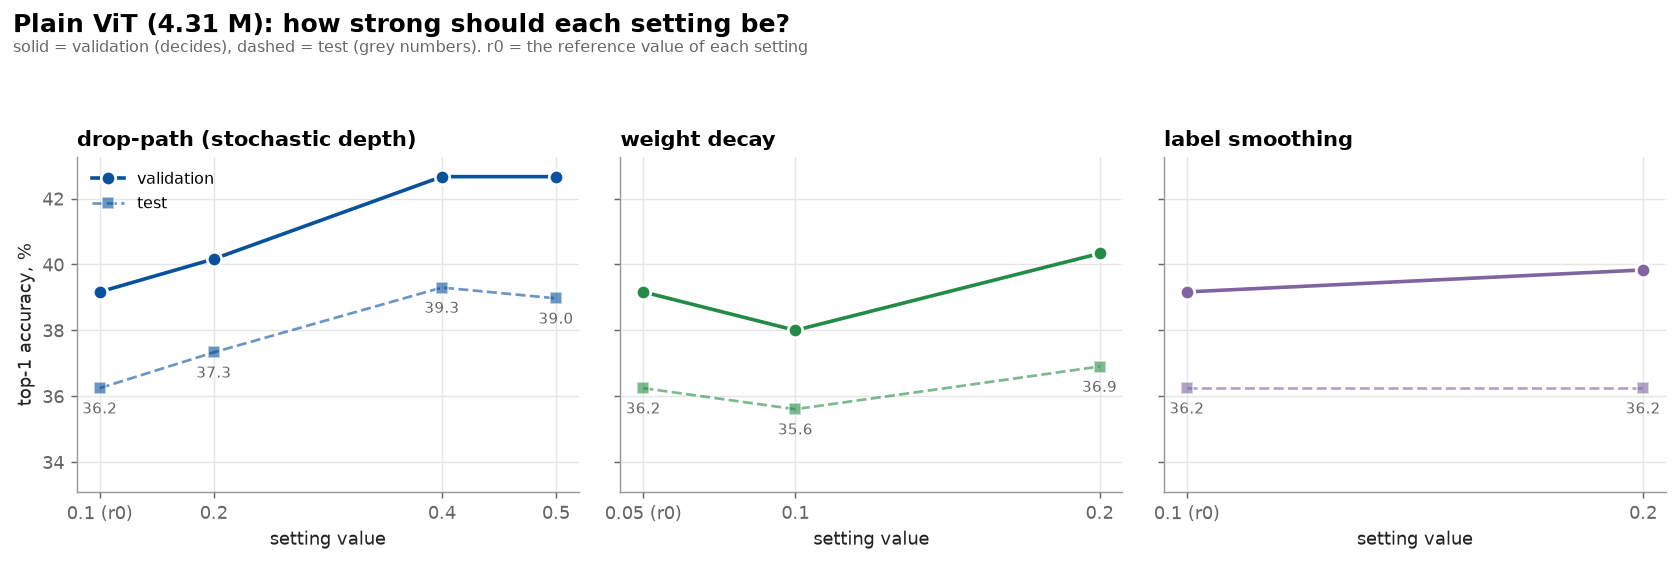 Plain ViT (4.31 M): how strong should each setting be?
solid = validation (decides), dashed = test (grey numbers). r0 = the reference value of each setting
drop-path (stochastic depth)
validation
test
top-1 accuracy, %
42
40
38
36
34
36.2
37.3
39.3
39.0
0.1 (r0)
0.2
0.4
0.5
setting value
weight decay
36.2
35.6
36.9
0.05 (r0)
0.1
0.2
setting value
label smoothing
36.2
36.2
0.1 (r0)
0.2
setting value